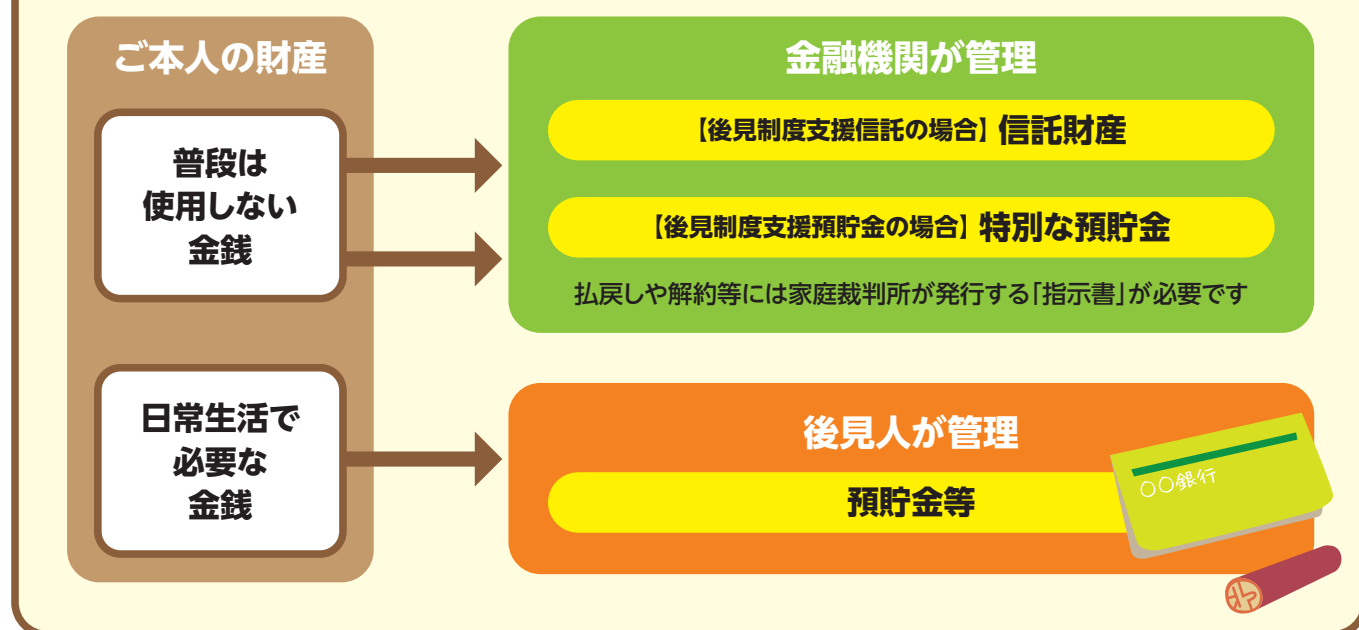 ご本人の財産
普段は
使用しない
金銭
日常生活で
必要な
金銭
金融機関が管理
【後見制度支援信託の場合】信託財産
【後見制度支援預貯金の場合】特別な預貯金
払戻しや解約等には家庭裁判所が発行する「指示書」が必要です
後見人が管理
預貯金等
〇〇銀行